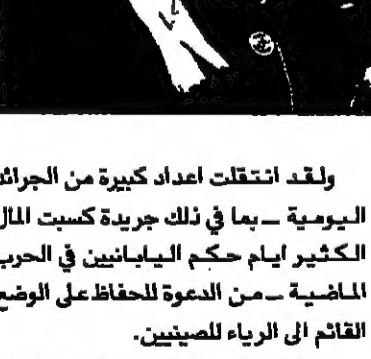 ولقد انتقلت اعداد كبيرة من الجرائد
اليومية ــ بما في ذلك جريدة كسبت المال
الكثير ايام حكم اليابانيين في الحرب
الماضية ــ من الدعوة للحفاظ على الوضع
القائم الى الرياء للصينيين.